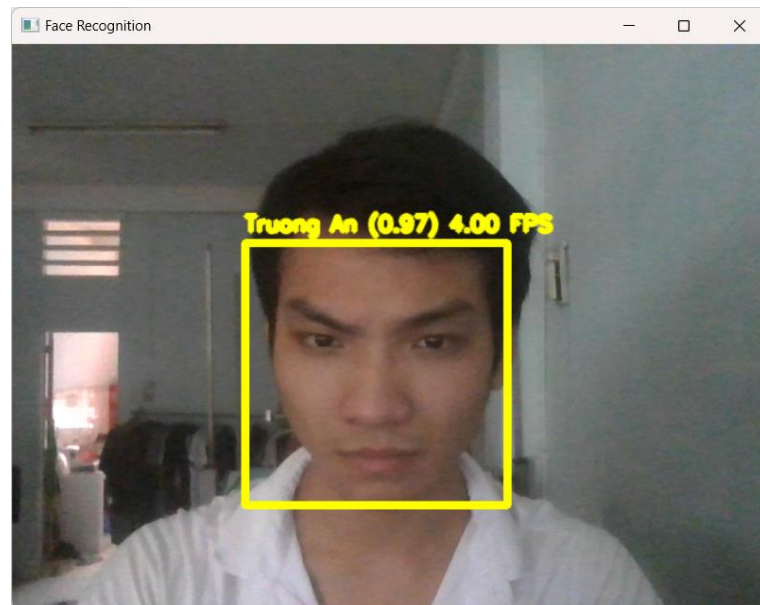 Face Recognition
Truong An (0.97) 4.00 FPS